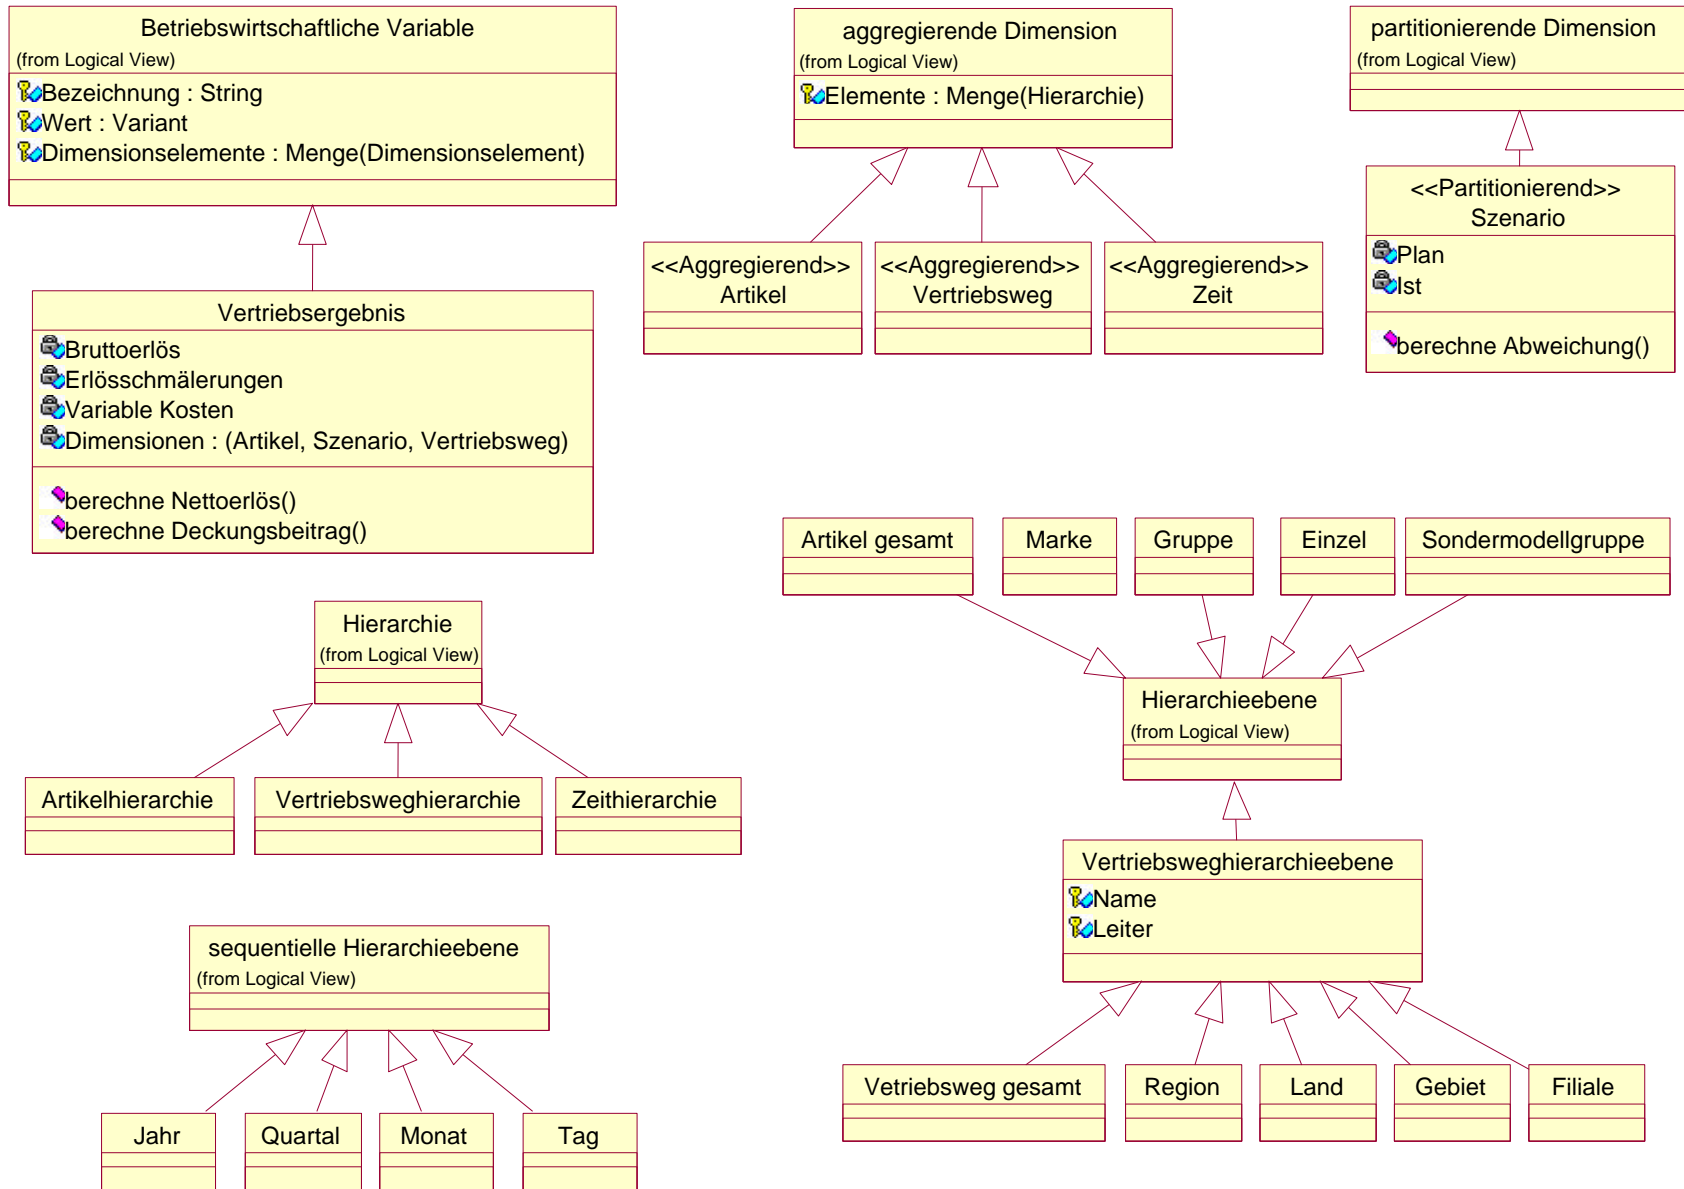 Betriebswirtschaftliche Variable
(from Logical View)
Bezeichnung : String
Wert : Variant
Dimensionselemente : Menge(Dimensionselement)
Vertriebsergebnis
Bruttoerlös
Erlösschmälerungen
Variable Kosten
Dimensionen : (Artikel, Szenario, Vertriebsweg)
berechne Nettoerlös()
berechne Deckungsbeitrag()
aggregierende Dimension
(from Logical View)
Elemente : Menge(Hierarchie)
<<Aggregierend>>
Artikel
<<Aggregierend>>
Vertriebsweg
<<Aggregierend>>
Zeit
partitionierende Dimension
(from Logical View)
<<Partitionierend>>
Szenario
Plan
Ist
berechne Abweichung()
Hierarchie
(from Logical View)
Artikelhierarchie
Vertriebsweghierarchie
Zeithierarchie
sequentielle Hierarchieebene
(from Logical View)
Jahr
Quartal
Monat
Tag
Artikel gesamt
Marke
Gruppe
Einzel
Sondermodellgruppe
Hierarchieebene
(from Logical View)
Vertriebsweghierarchieebene
Name
Leiter
Vetriebsweg gesamt
Region
Land
Gebiet
Filiale